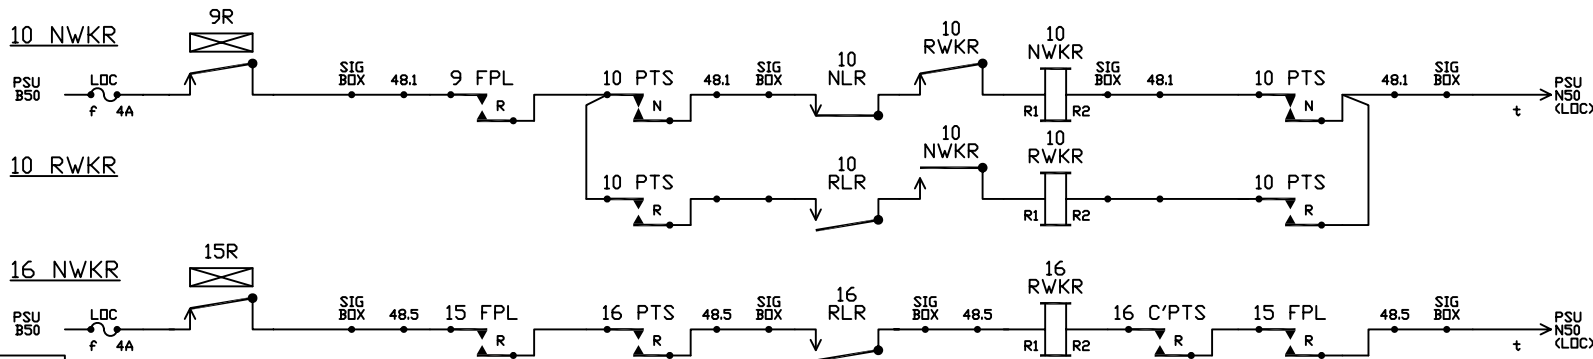 10 NWKR
9R
PSU
B50
LOC
f 4A
SIG
BOX
48.1
9 FPL
R
10 PTS
N
48.1
SIG
BOX
10
NLR
10
RWKR
10
NWKR
R1 R2
SIG
BOX
48.1
10 PTS
N
48.1
SIG
BOX
t
PSU
N50
(LOC)
10 RWKR
10 PTS
R
10
RLR
10
NWKR
10
RWKR
R1 R2
10 PTS
R
16 NWKR
15R
PSU
B50
LOC
f 4A
SIG
BOX
48.5
15 FPL
R
16 PTS
R
48.5
SIG
BOX
16
RLR
SIG
BOX
48.5
16
RWKR
R1 R2
16 C'PTS
R
15 FPL
R
48.5
SIG
BOX
t
PSU
N50
(LOC)